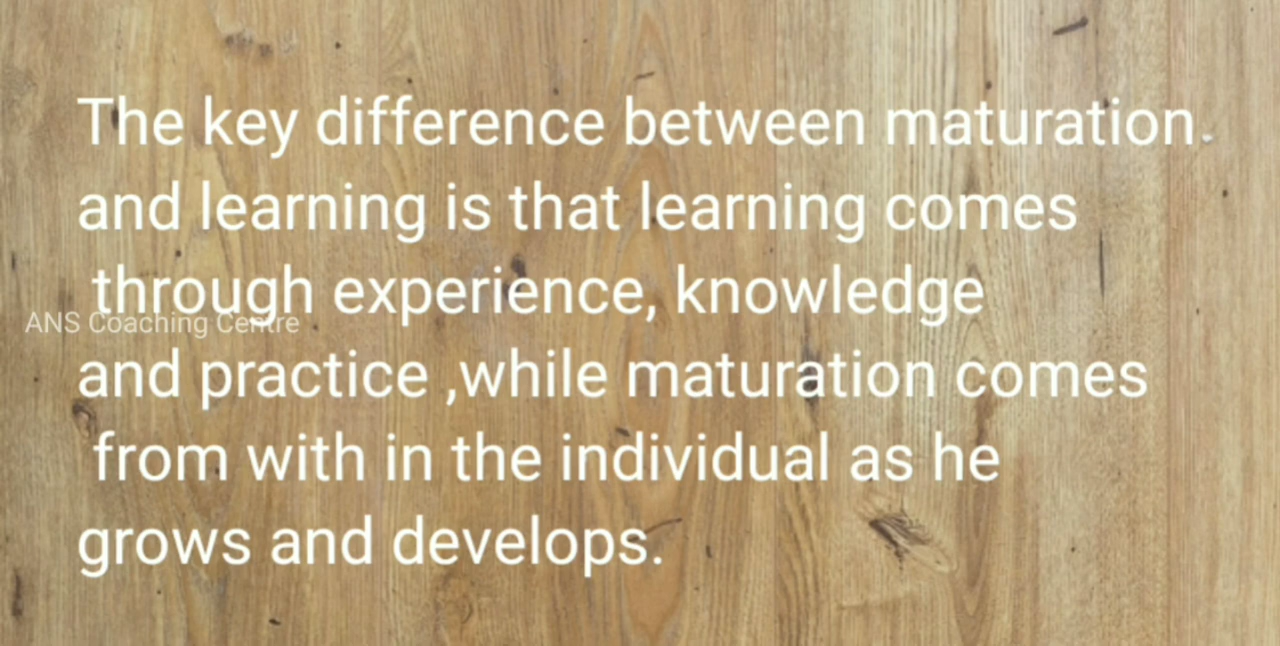 The key difference between maturation.
and learning is that learning comes
through experience, knowledge
ANS Coaching Centre
and practice ,while maturation comes
from with in the individual as he
grows and develops.